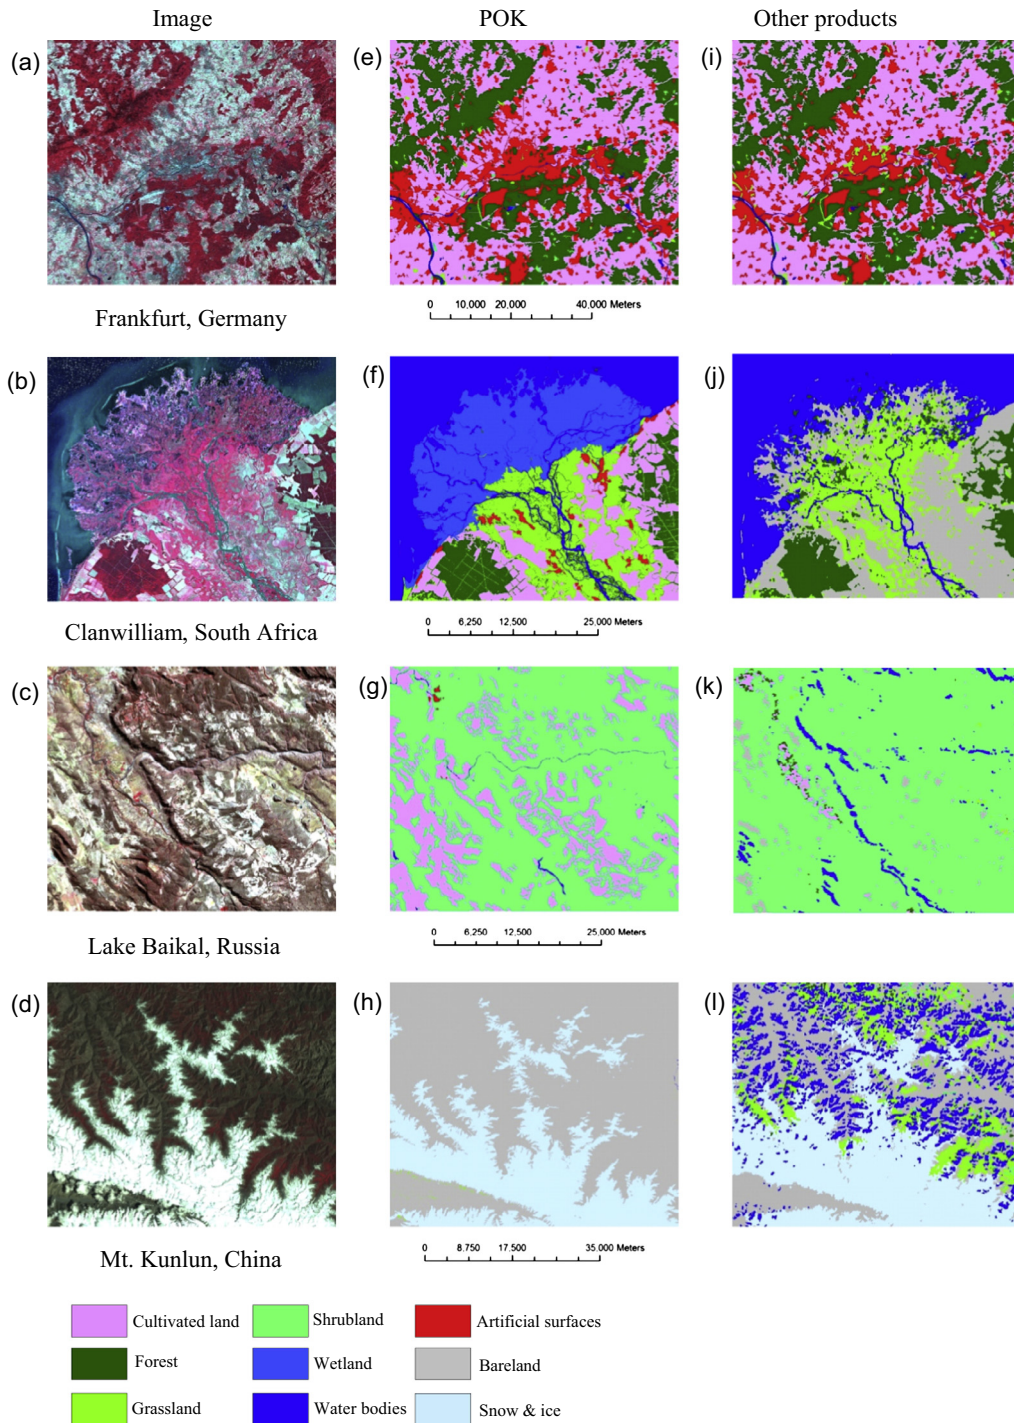 Image POK Other products
(a) (e) (i)
0 10.000 20.000 40,000 Meters
Frankfurt, Germany
(b) (f) (j)
0 6,250 12,500 25,000 Meters
Clanwilliam, South Africa
(c) (g) (k)
0 6,250 12,500 25,000 Meters
Lake Baikal, Russia
(d) (h) (l)
0 8,750 17,500 35,000 Meters
Mt. Kunlun, China
Cultivated land Shrubland Artificial surfaces
Forest Wetland Bareland
Grassland Water bodies Snow & ice